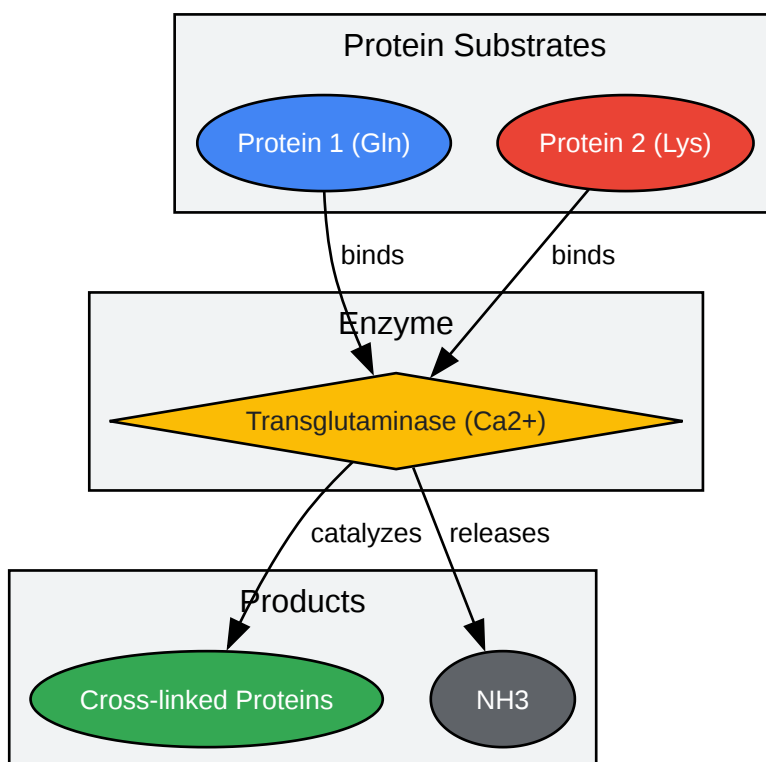 Protein Substrates
Protein 1 (Gln)
Protein 2 (Lys)
binds
binds
Enzyme
Transglutaminase (Ca2+)
catalyzes
releases
Products
Cross-linked Proteins
NH3